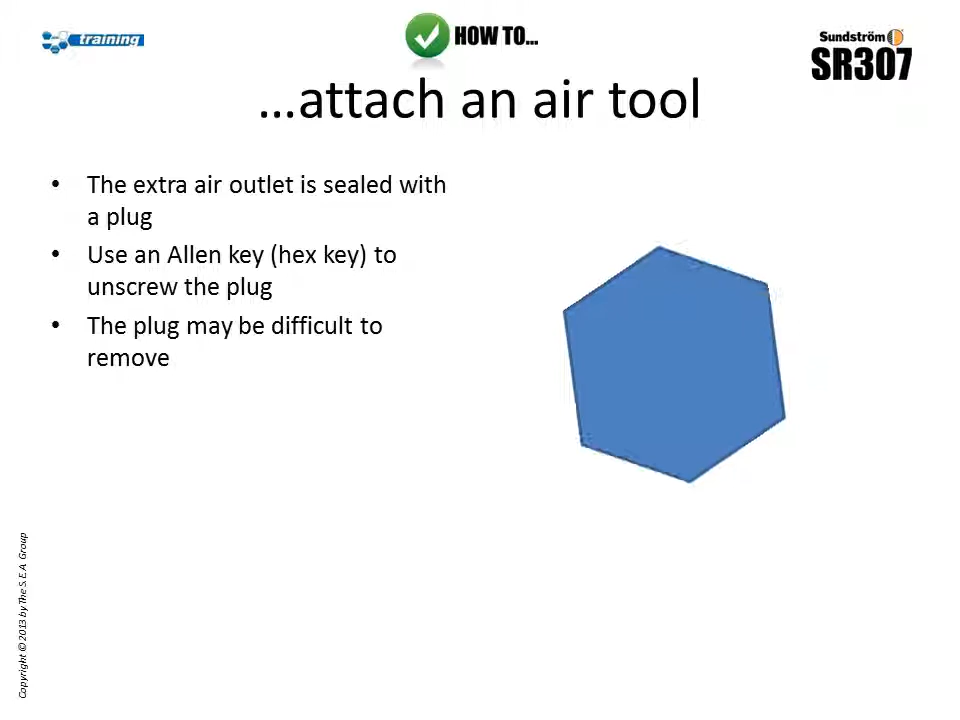 training
HOW TO...
Sundström
SR307
...attach an air tool
• The extra air outlet is sealed with
a plug
• Use an Allen key (hex key) to
unscrew the plug
• The plug may be difficult to
remove
Copyright © 2013 by The S.E.A. Group